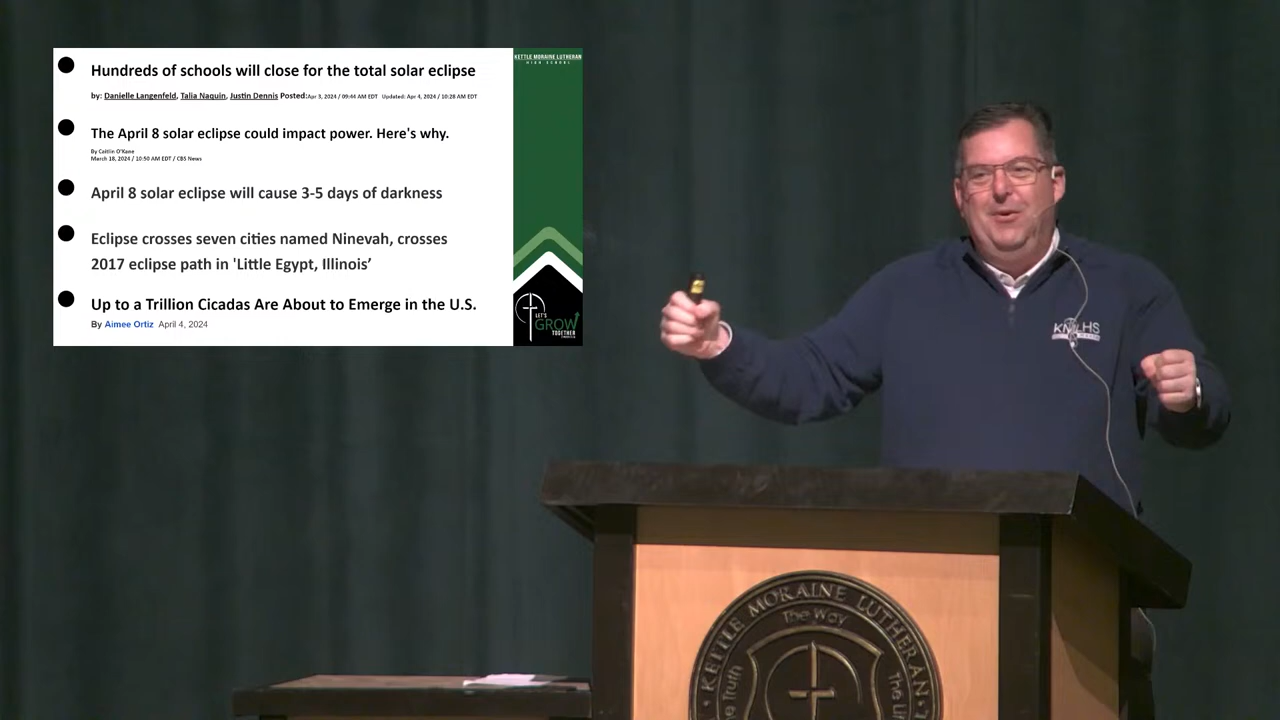 Hundreds of schools will close for the total solar eclipse
by: Danielle Langenfeld, Talia Naquin, Justin Dennis Posted:Apr 3, 2024 / 09:44 AM EDT Updated: Apr 4, 2024 / 10:28 AM EDT
The April 8 solar eclipse could impact power. Here's why.
By Caitlin O'Kane
March 18, 2024 / 10:50 AM EDT / CBS News
April 8 solar eclipse will cause 3-5 days of darkness
Eclipse crosses seven cities named Ninevah, crosses
2017 eclipse path in 'Little Egypt, Illinois’
Up to a Trillion Cicadas Are About to Emerge in the U.S.
By Aimee Ortiz April 4, 2024
KETTLE MORAINE LUTHERAN
HIGH SCHOOL
LET'S
GROW
TOGETHER
KMLHS
KETTLE MORAINE LUTHERAN
The Way
The Truth
The Li